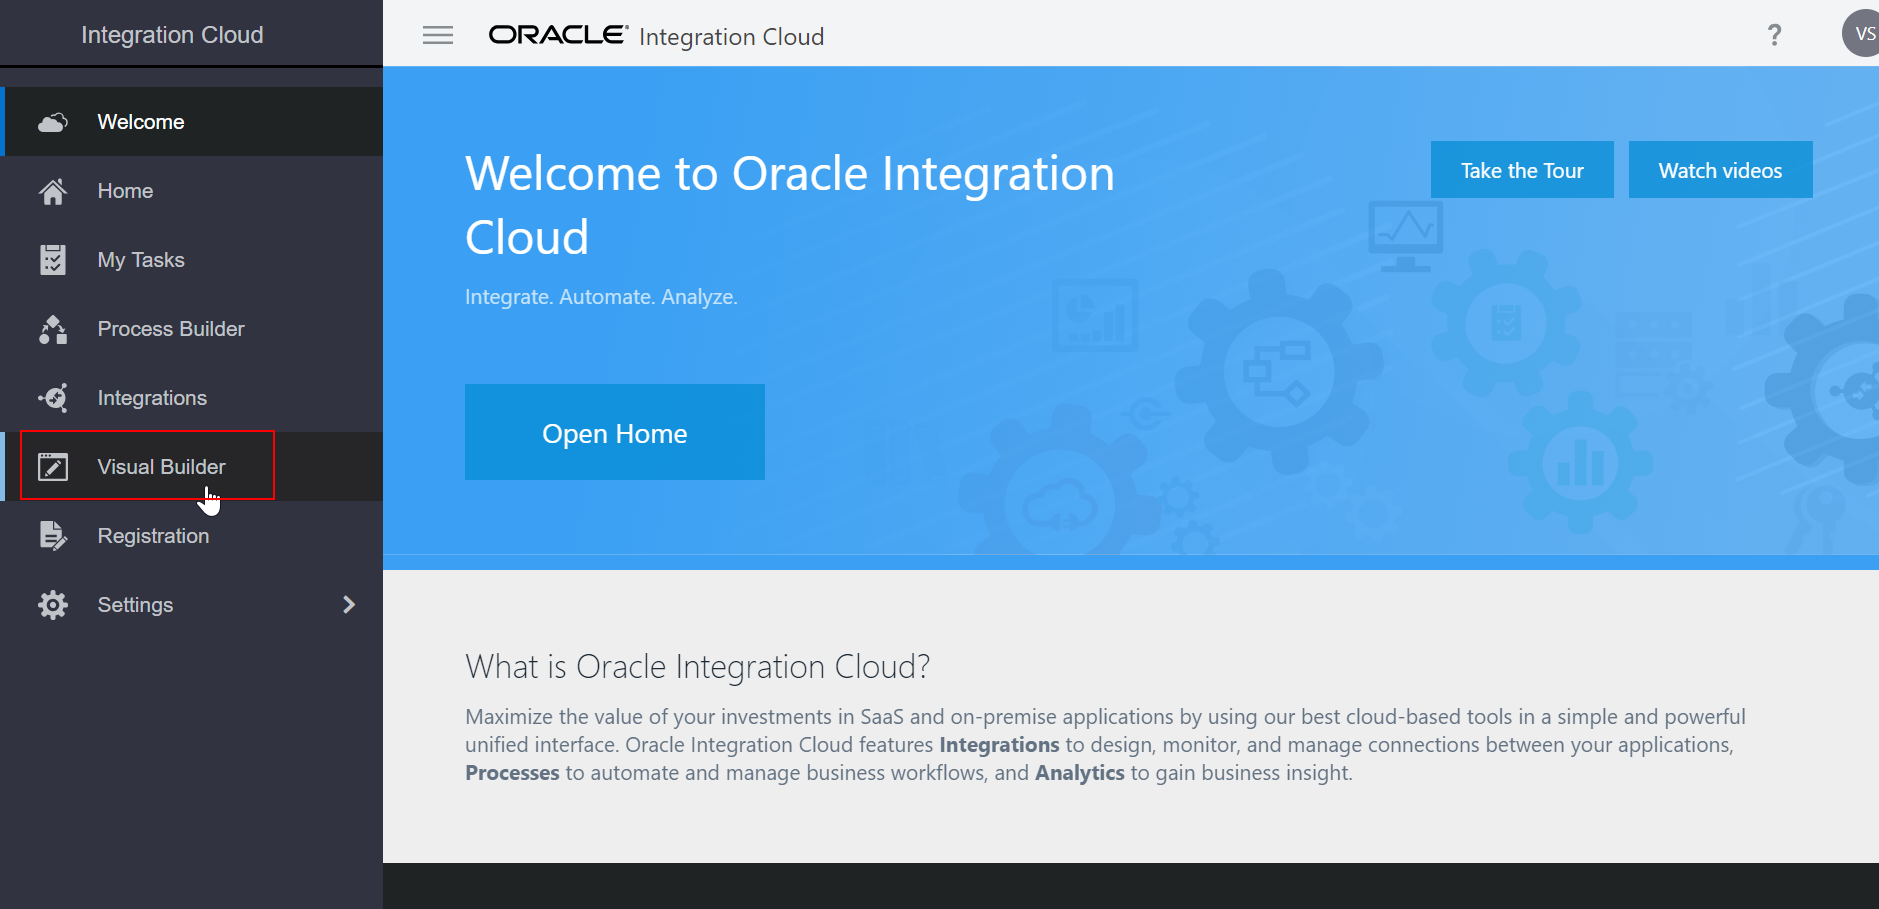 Integration Cloud
Welcome
Home
My Tasks
Process Builder
Integrations
Visual Builder
Registration
Settings
ORACLE® Integration Cloud
?
VS
Welcome to Oracle Integration
Cloud
Integrate. Automate. Analyze.
Take the Tour
Watch videos
Open Home
What is Oracle Integration Cloud?
Maximize the value of your investments in SaaS and on-premise applications by using our best cloud-based tools in a simple and powerful
unified interface. Oracle Integration Cloud features Integrations to design, monitor, and manage connections between your applications,
Processes to automate and manage business workflows, and Analytics to gain business insight.